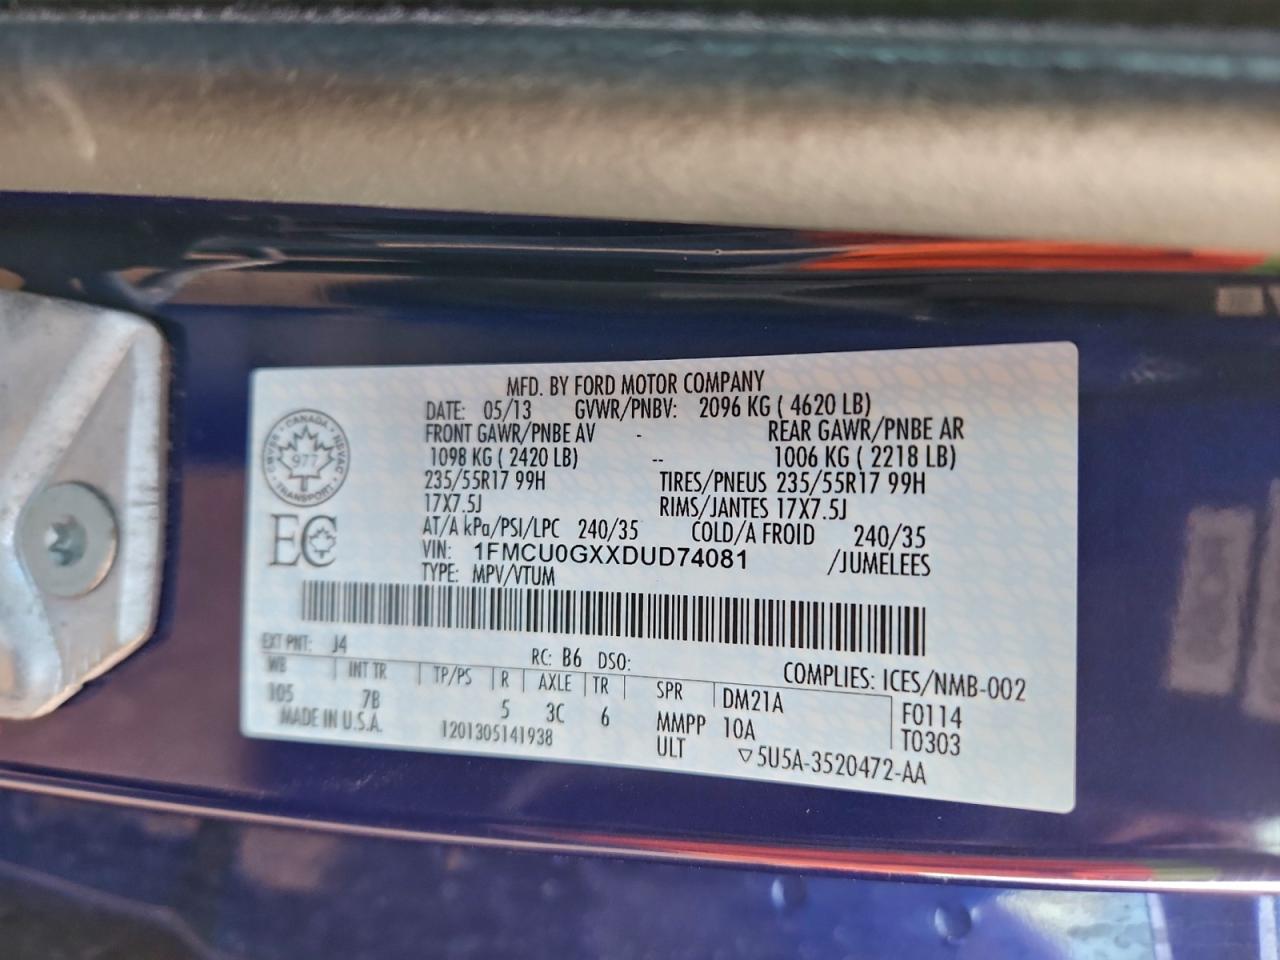 MFD. BY FORD MOTOR COMPANY
DATE: 05/13 GVWR/PNBV: 2096 KG ( 4620 LB)
FRONT GAWR/PNBE AV - REAR GAWR/PNBE AR
1098 KG ( 2420 LB) -- 1006 KG ( 2218 LB)
235/55R17 99H TIRES/PNEUS 235/55R17 99H
17X7.5J RIMS/JANTES 17X7.5J
AT/A kPa/PSI/LPC 240/35 COLD/A FROID 240/35
VIN: 1FMCU0GXXDUD74081 /JUMELEES
TYPE: MPV/VTUM
CANADA
977
TRANSPORT
EC
EXT PNT: J4 RC: B6 DSO: COMPLIES: ICES/NMB-002
WB INT TR TP/PS R AXLE TR SPR DM21A F0114
105 7B 5 3C 6 MMPP 10A T0303
MADE IN U.S.A. 1201305141938 ULT ▽5U5A-3520472-AA